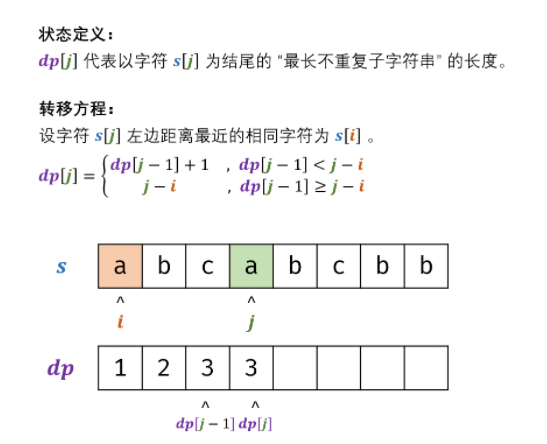 状态定义：
dp[j] 代表以字符 s[j] 为结尾的 “最长不重复子字符串” 的长度。
转移方程：
设字符 s[j] 左边距离最近的相同字符为 s[i] 。
dp[j] = { dp[j − 1] + 1 , dp[j − 1] < j − i
j − i , dp[j − 1] ≥ j − i
s a b c a b c b b
^ ^
i j
dp 1 2 3 3
^ ^
dp[j − 1] dp[j]